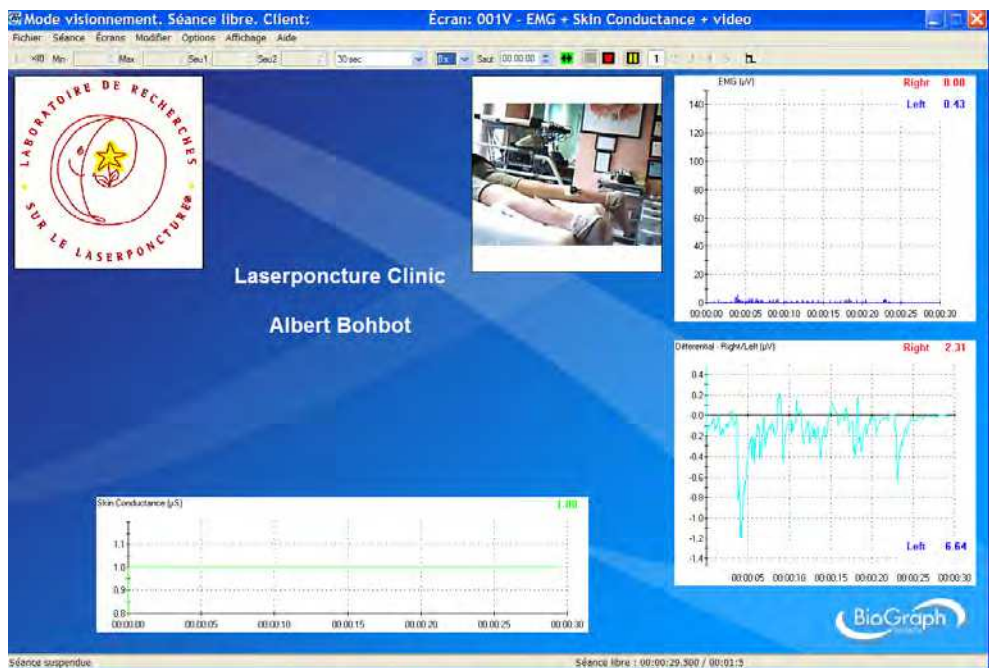 Mode visionnement. Séance libre. Client:
Écran: 001V - EMG + Skin Conductance + video
Fichier Séance Écrans Modifier Options Affichage Aide
Min Max Seu1 Seu2 30 sec Saut 00:00:00 1
LABORATOIRE DE RECHERCHES
SUR LE LASERPONCTURE®
Laserponcture Clinic
Albert Bohbot
EMG (µV)
Right 0.00
Left 0.43
140
120
100
80
60
40
20
0
00:00:00 00:00:05 00:00:10 00:00:15 00:00:20 00:00:25 00:00:30
Differential - Right/Left (µV)
Right 2.31
0.4
0.2
0.0
-0.2
-0.4
-0.6
-0.8
-1.0
-1.2
-1.4
Left 6.64
00:00:05 00:00:10 00:00:15 00:00:20 00:00:25 00:00:30
Skin Conductance (µS)
1.00
1.1
1.0
0.9
0.8
00:00:00 00:00:05 00:00:10 00:00:15 00:00:20 00:00:25 00:00:30
BioGraph
Séance suspendue
Séance libre : 00:00:29.500 / 00:01:5